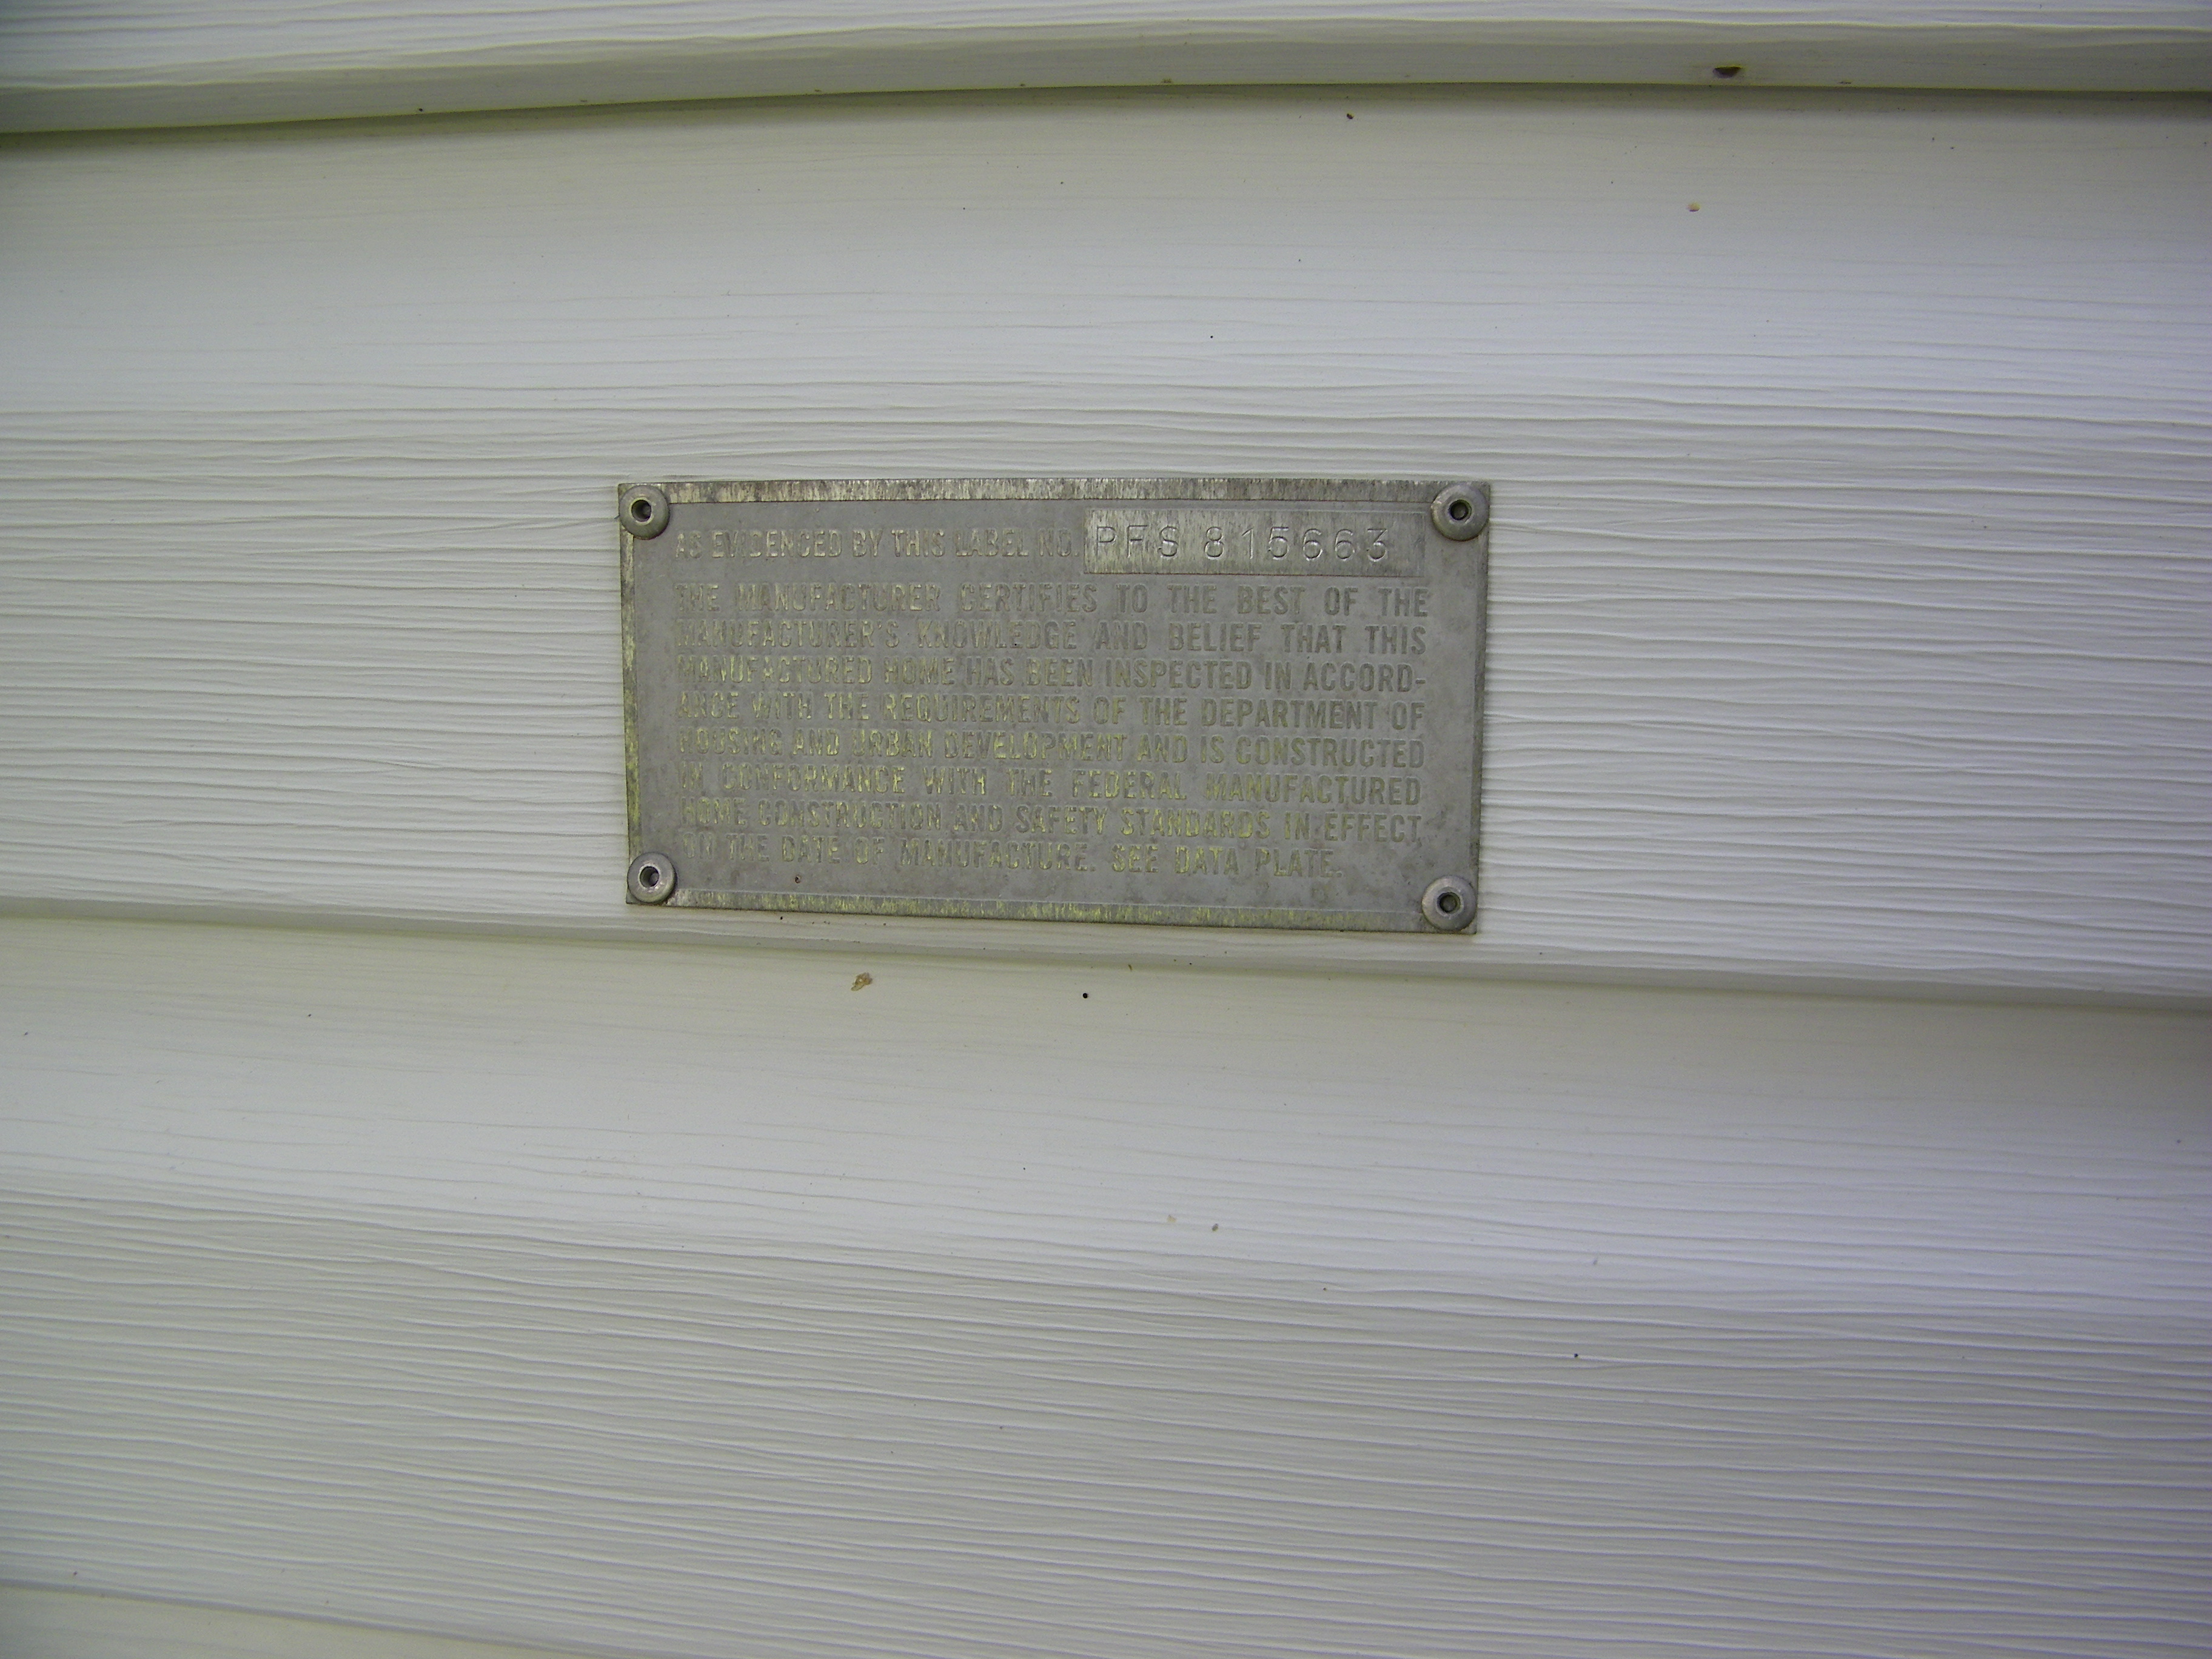 AS EVIDENCED BY THIS LABEL NO. PFS 815663
THE MANUFACTURER CERTIFIES TO THE BEST OF THE
MANUFACTURER'S KNOWLEDGE AND BELIEF THAT THIS
MANUFACTURED HOME HAS BEEN INSPECTED IN ACCORD-
ANCE WITH THE REQUIREMENTS OF THE DEPARTMENT OF
HOUSING AND URBAN DEVELOPMENT AND IS CONSTRUCTED
IN CONFORMANCE WITH THE FEDERAL MANUFACTURED
HOME CONSTRUCTION AND SAFETY STANDARDS IN EFFECT
ON THE DATE OF MANUFACTURE. SEE DATA PLATE.